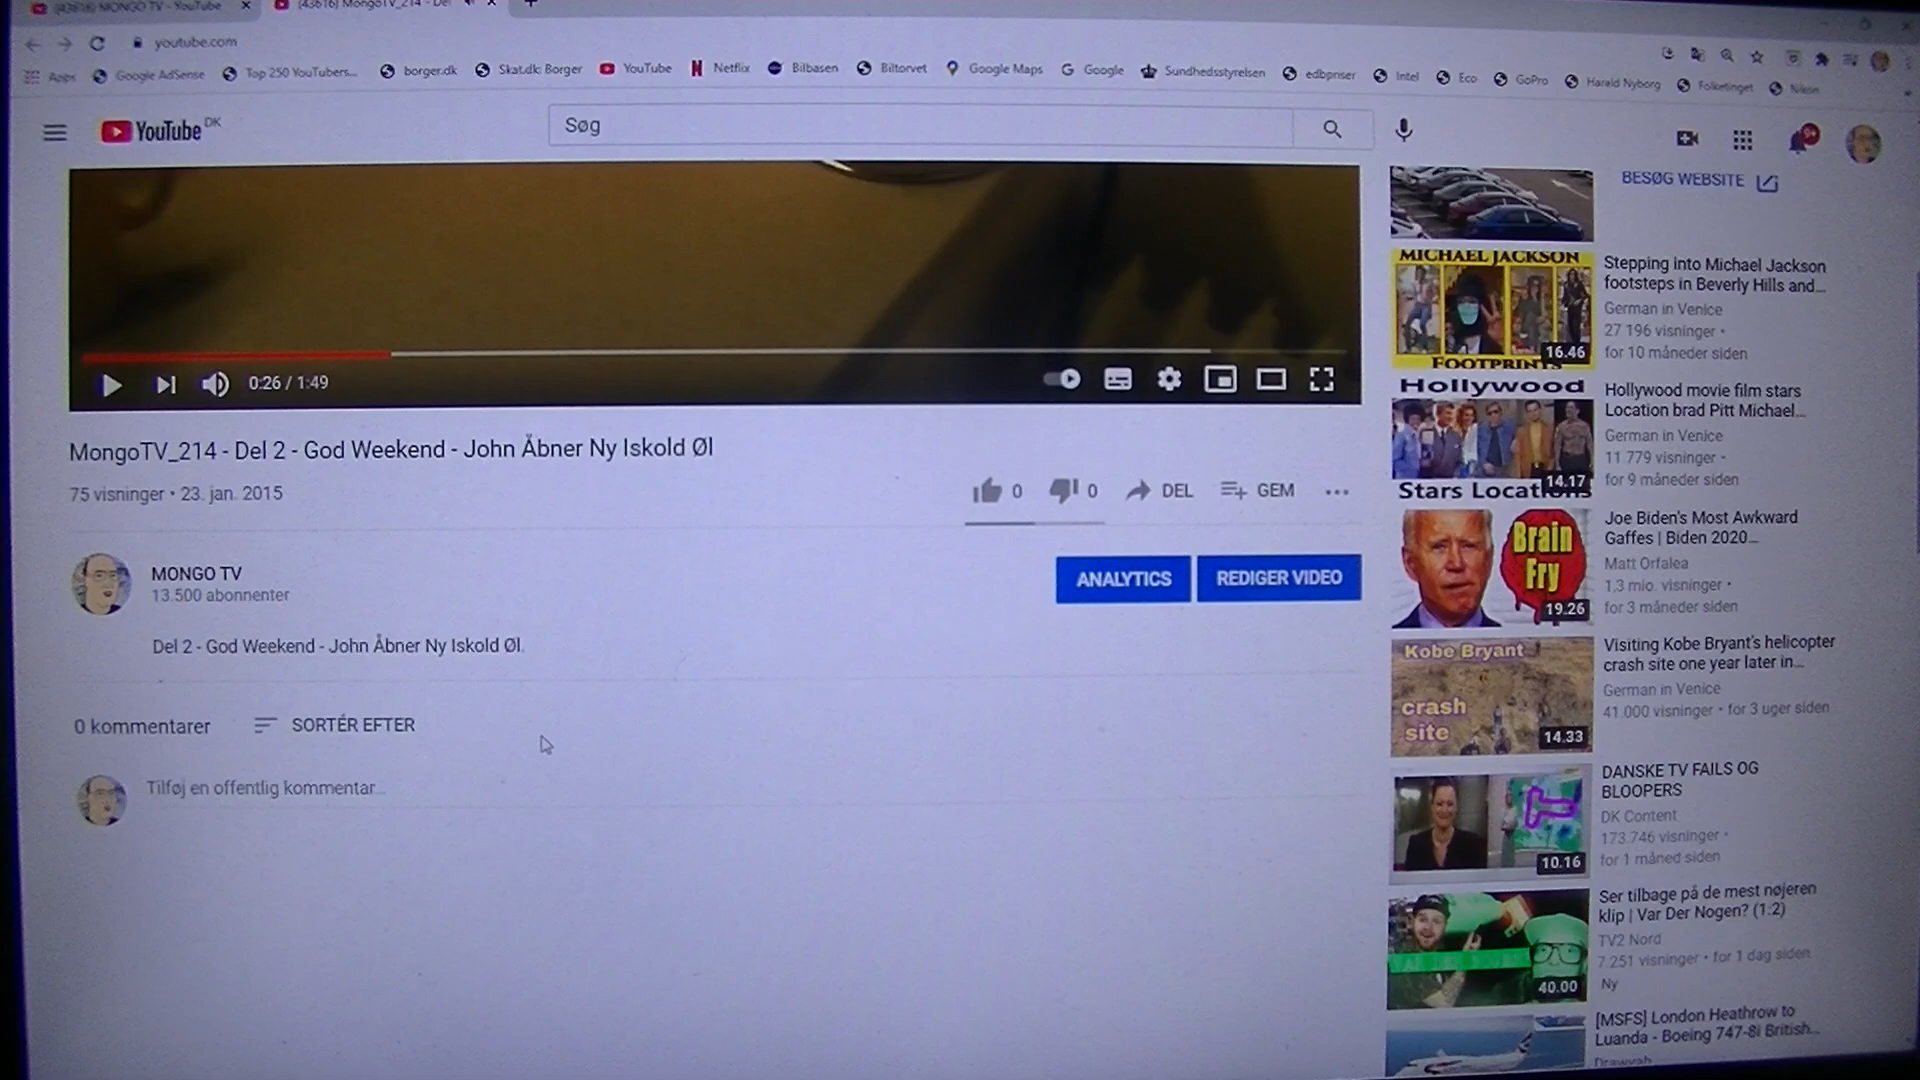 (43616) MONGO TV - YouTube
(43616) MongoTV_214 - Del
youtube.com
Apps
Google AdSense
Top 250 YouTubers...
borger.dk
Skat.dk: Borger
YouTube
Netflix
Bilbasen
Biltorvet
Google Maps
Google
Sundhedsstyrelsen
edbpriser
Intel
Eco
GoPro
Harald Nyborg
Folketinget
Nikon
YouTube DK
Søg
9+
0:26 / 1:49
MongoTV_214 - Del 2 - God Weekend - John Åbner Ny Iskold Øl
75 visninger • 23. jan. 2015
0
0
DEL
GEM
MONGO TV
13.500 abonnenter
ANALYTICS
REDIGER VIDEO
Del 2 - God Weekend - John Åbner Ny Iskold Øl.
0 kommentarer
SORTÉR EFTER
Tilføj en offentlig kommentar...
BESØG WEBSITE
MICHAEL JACKSON
FOOTPRINTS
16.46
Stepping into Michael Jackson
footsteps in Beverly Hills and...
German in Venice
27 196 visninger •
for 10 måneder siden
Hollywood
Stars Locations
14.17
Hollywood movie film stars
Location brad Pitt Michael...
German in Venice
11 779 visninger •
for 9 måneder siden
Brain
Fry
19.26
Joe Biden's Most Awkward
Gaffes | Biden 2020...
Matt Orfalea
1,3 mio. visninger •
for 3 måneder siden
Kobe Bryant
crash
site
14.33
Visiting Kobe Bryant's helicopter
crash site one year later in...
German in Venice
41.000 visninger • for 3 uger siden
10.16
DANSKE TV FAILS OG
BLOOPERS
DK Content
173.746 visninger •
for 1 måned siden
40.00
Ser tilbage på de mest nøjeren
klip | Var Der Nogen? (1:2)
TV2 Nord
7.251 visninger • for 1 dag siden
Ny
[MSFS] London Heathrow to
Luanda - Boeing 747-8i British...
Drawyah